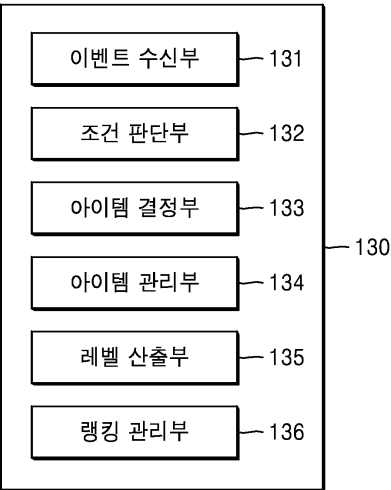 이벤트 수신부 131
조건 판단부 132
아이템 결정부 133
130
아이템 관리부 134
레벨 산출부 135
랭킹 관리부 136